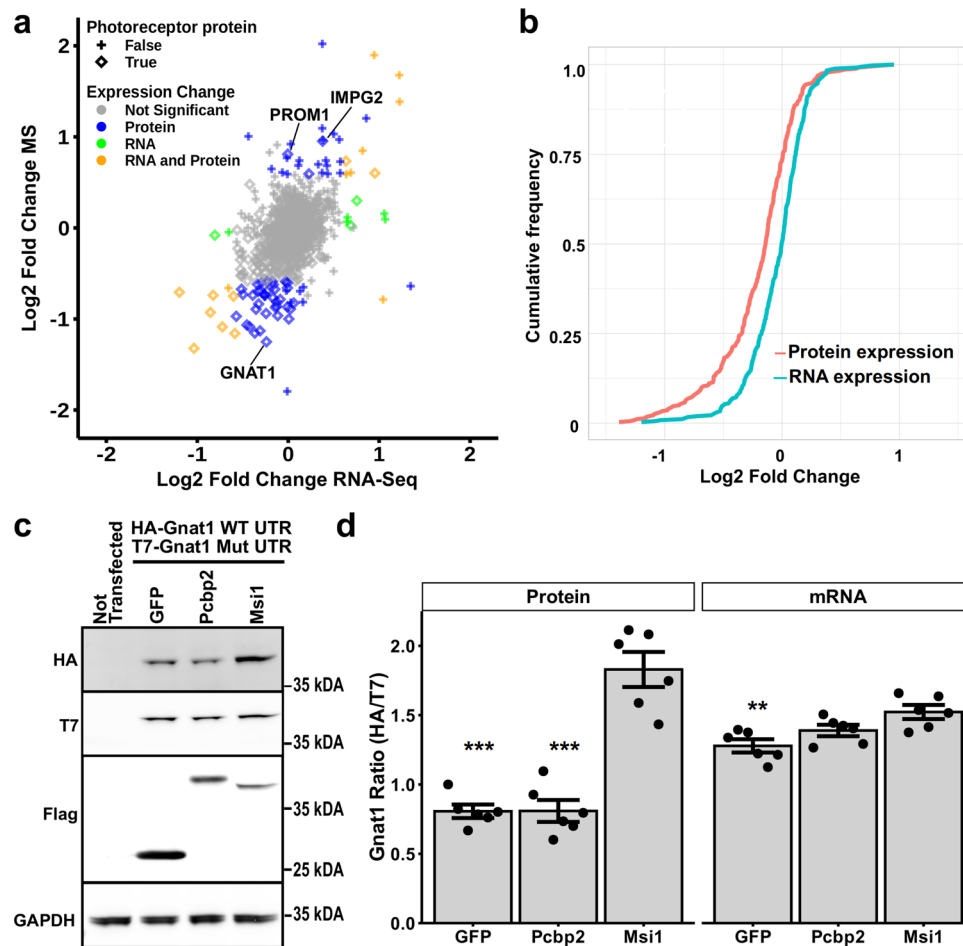 a
Photoreceptor protein
False
True
Expression Change
Not Significant
Protein
RNA
RNA and Protein
PROM1
IMPG2
GNAT1
2
1
0
-1
-2
-2
-1
0
1
2
Log2 Fold Change MS
Log2 Fold Change RNA-Seq
b
1.0
0.75
0.5
0.25
0
-1
0
1
Cumulative frequency
Log2 Fold Change
Protein expression
RNA expression
c
HA-Gnat1 WT UTR
T7-Gnat1 Mut UTR
Not
Transfected
GFP
Pcbp2
Msi1
HA
35 kDA
T7
35 kDA
Flag
35 kDA
25 kDA
GAPDH
35 kDA
d
Protein
mRNA
Gnat1 Ratio (HA/T7)
2.0
1.5
1.0
0.5
0.0
***
***
**
GFP
Pcbp2
Msi1
GFP
Pcbp2
Msi1